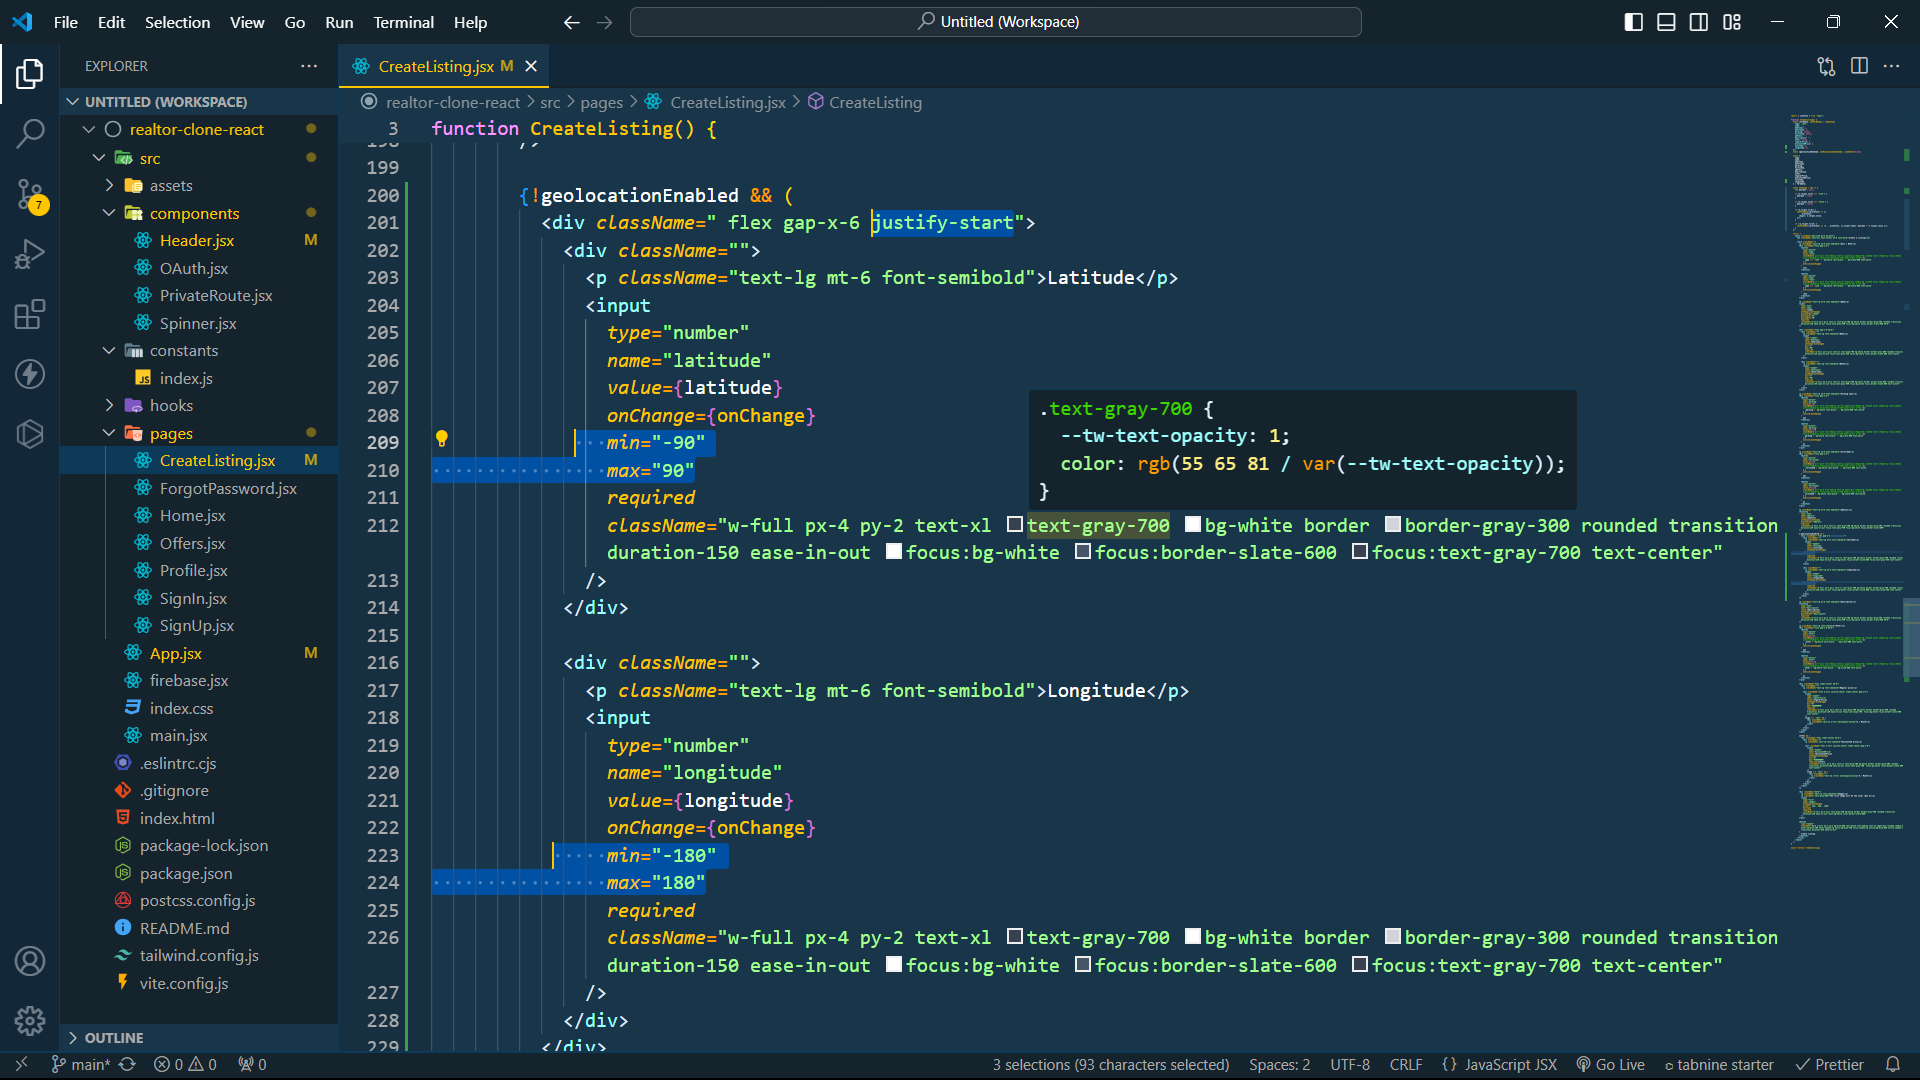 File Edit Selection View Go Run Terminal Help
Untitled (Workspace)
EXPLORER
UNTITLED (WORKSPACE)
realtor-clone-react
src
assets
components
Header.jsx M
OAuth.jsx
PrivateRoute.jsx
Spinner.jsx
constants
JS index.js
hooks
pages
CreateListing.jsx M
ForgotPassword.jsx
Home.jsx
Offers.jsx
Profile.jsx
SignIn.jsx
SignUp.jsx
App.jsx M
firebase.jsx
index.css
main.jsx
.eslintrc.cjs
.gitignore
index.html
package-lock.json
package.json
postcss.config.js
README.md
tailwind.config.js
vite.config.js
OUTLINE
7
CreateListing.jsx M
realtor-clone-react > src > pages > CreateListing.jsx > CreateListing
3 function CreateListing() {
198 />
199
200 {!geolocationEnabled && (
201 <div className=" flex gap-x-6 justify-start">
202 <div className="">
203 <p className="text-lg mt-6 font-semibold">Latitude</p>
204 <input
205 type="number"
206 name="latitude"
207 value={latitude}
208 onChange={onChange}
209 min="-90"
210 max="90"
211 required
212 className="w-full px-4 py-2 text-xl text-gray-700 bg-white border border-gray-300 rounded transition
duration-150 ease-in-out focus:bg-white focus:border-slate-600 focus:text-gray-700 text-center"
213 />
214 </div>
215
216 <div className="">
217 <p className="text-lg mt-6 font-semibold">Longitude</p>
218 <input
219 type="number"
220 name="longitude"
221 value={longitude}
222 onChange={onChange}
223 min="-180"
224 max="180"
225 required
226 className="w-full px-4 py-2 text-xl text-gray-700 bg-white border border-gray-300 rounded transition
duration-150 ease-in-out focus:bg-white focus:border-slate-600 focus:text-gray-700 text-center"
227 />
228 </div>
229 </div>
.text-gray-700 {
--tw-text-opacity: 1;
color: rgb(55 65 81 / var(--tw-text-opacity));
}
main* 0 0 0
3 selections (93 characters selected) Spaces: 2 UTF-8 CRLF {} JavaScript JSX Go Live tabnine starter Prettier